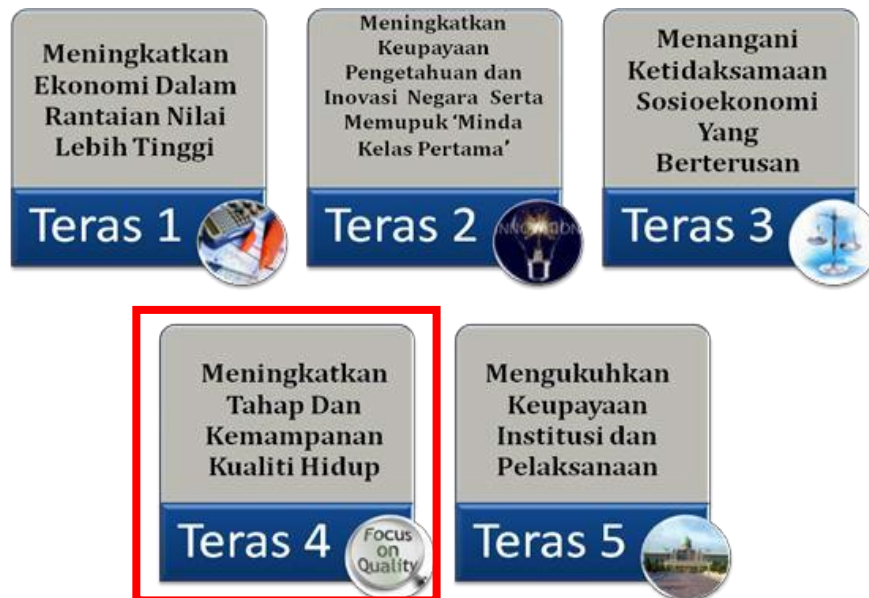 Meningkatkan
Ekonomi Dalam
Rantaian Nilai
Lebih Tinggi
Teras 1
Meningkatkan
Keupayaan
Pengetahuan dan
Inovasi Negara Serta
Memupuk ‘Minda
Kelas Pertama’
Teras 2
INNOVATION
Menangani
Ketidaksamaan
Sosioekonomi
Yang
Berterusan
Teras 3
Meningkatkan
Tahap Dan
Kemampanan
Kualiti Hidup
Teras 4
Focus
on
Quality
Mengukuhkan
Keupayaan
Institusi dan
Pelaksanaan
Teras 5